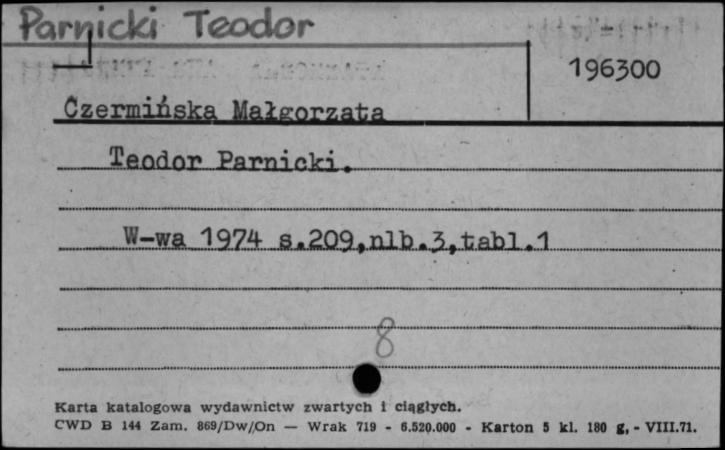 Parnicki Teodor
196300
Czermińska Małgorzata
Teodor Parnicki.
W-wa 1974 s.209,nlb.3,tabl.1
8
Karta katalogowa wydawnictw zwartych i ciągłych.
CWD B 144 Zam. 869/Dw/On — Wrak 719 - 6.520.000 - Karton 5 kl. 180 g, - VIII.71.